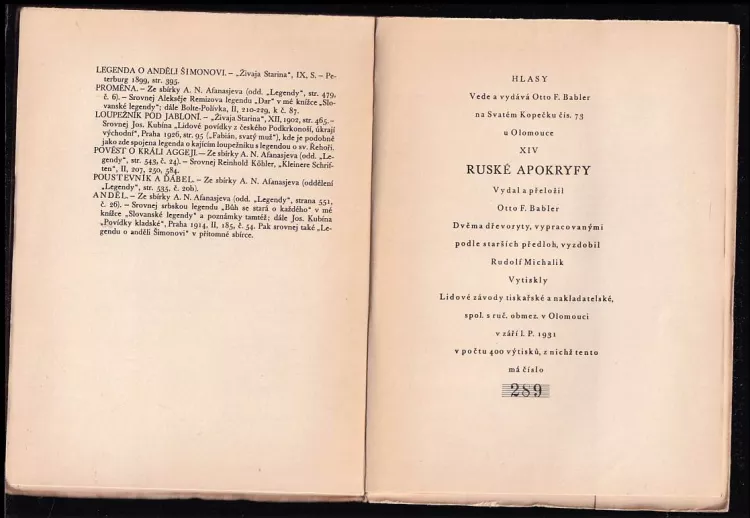 LEGENDA O ANDĚLI ŠIMONOVI. – „Živaja Starina“, IX, S. – Pe-
terburg 1899, str. 395.
PROMĚNA. – Ze sbírky A. N. Afanasjeva (odd. „Legendy“, str. 479,
č. 6). – Srovnej Aleksěje Remizova legendu „Dar“ v mé knížce „Slo-
vanské legendy“; dále Bolte-Polívka, II, 210-229, k č. 87.
LOUPEŽNÍK POD JABLONÍ. – „Živaja Starina“, XII, 1902, str. 465. –
Srovnej Jos. Kubína „Lidové povídky z českého Podkrkonoší, úkrají
východní“, Praha 1926, str. 95 („Fabián, svatý muž“), kde je podobně
jako zde spojena legenda o kajícím loupežníku s legendou o sv. Řehoři.
POVĚST O KRÁLI AGGEJI. – Ze sbírky A. N. Afanasjeva (odd. „Le-
gendy“, str. 543, č. 24). – Srovnej Reinhold Köhler, „Kleinere Schrif-
ten“, II, 207, 250, 584.
POUSTEVNÍK A ĎÁBEL. – Ze sbírky A. N. Afanasjeva (oddělení
„Legendy“, str. 535, č. 20b).
ANDĚL. – Ze sbírky A. N. Afanasjeva (odd. „Legendy“, strana 551,
č. 26). – Srovnej srbskou legendu „Bůh se stará o každého“ v mé
knížce „Slovanské legendy“ a poznámky tamtéž; dále Jos. Kubína
„Povídky kladské“, Praha 1914, II, 185, č. 54. Pak srovnej také „Le-
gendu o anděli Šimonovi“ v přítomné sbírce.
HLASY
Vede a vydává Otto F. Babler
na Svatém Kopečku čís. 73
u Olomouce
XIV
RUSKÉ APOKRYFY
Vydal a přeložil
Otto F. Babler
Dvěma dřevoryty, vypracovanými
podle starších předloh, vyzdobil
Rudolf Michalik
Vytiskly
Lidové závody tiskařské a nakladatelské,
spol. s ruč. obmez. v Olomouci
v září l. P. 1931
v počtu 400 výtisků, z nichž tento
má číslo
289